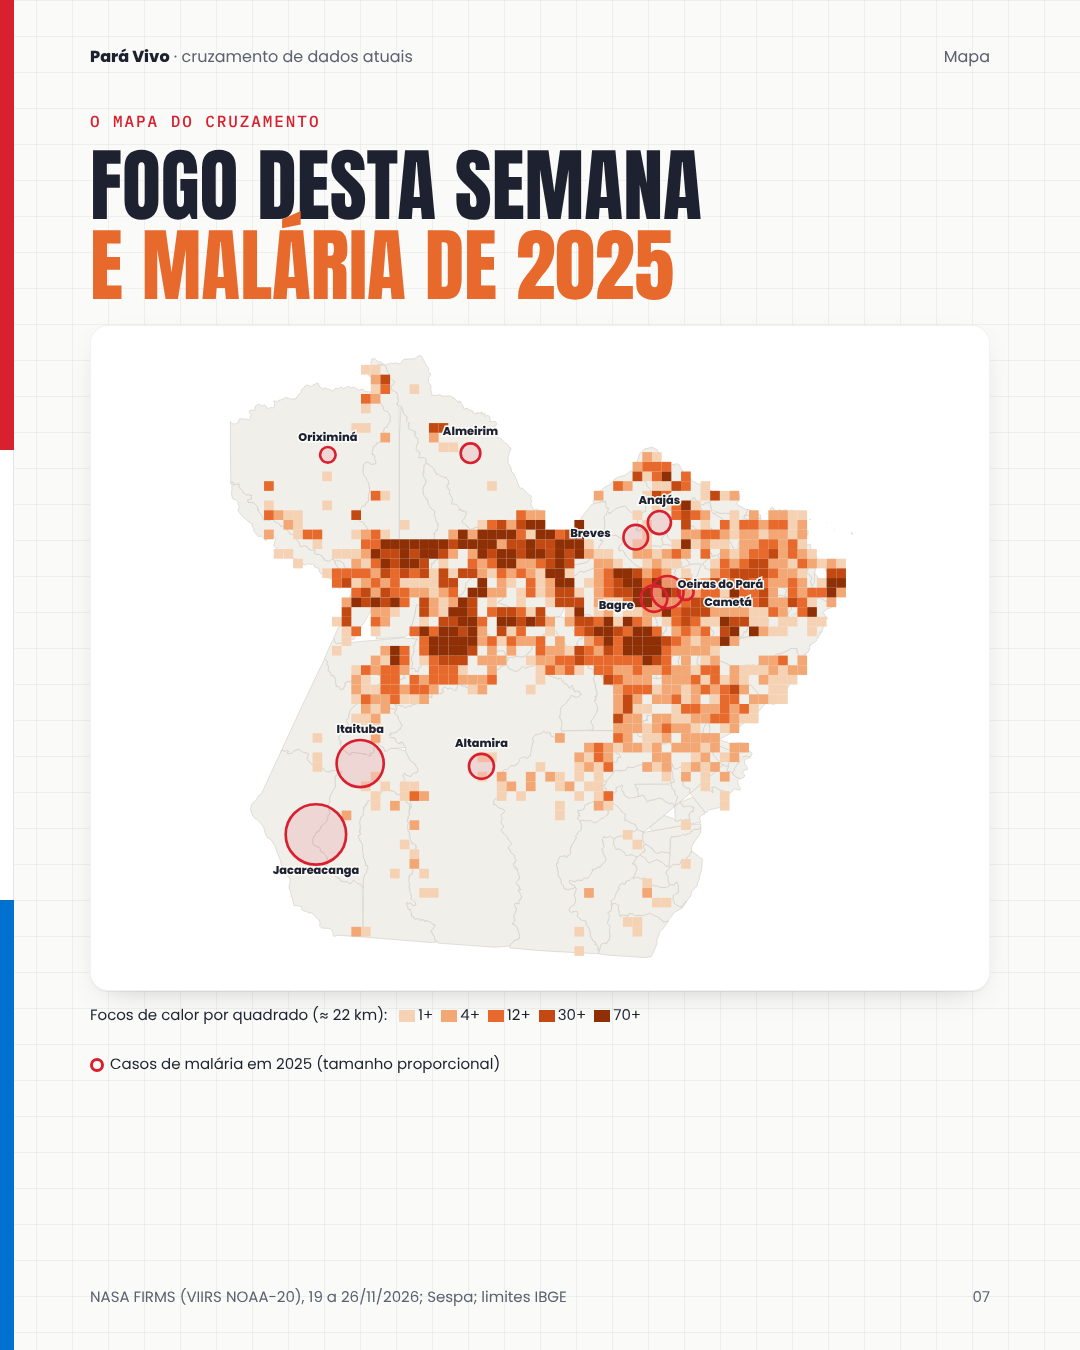 Pará Vivo · cruzamento de dados atuais
Mapa
O MAPA DO CRUZAMENTO
FOGO DESTA SEMANA
E MALÁRIA DE 2025
Oriximiná
Almeirim
Anajás
Breves
Oeiras do Pará
Bagre
Cametá
Itaituba
Altamira
Jacareacanga
Focos de calor por quadrado (≈ 22 km): 1+ 4+ 12+ 30+ 70+
Casos de malária em 2025 (tamanho proporcional)
NASA FIRMS (VIIRS NOAA-20), 19 a 26/11/2026; Sespa; limites IBGE
07